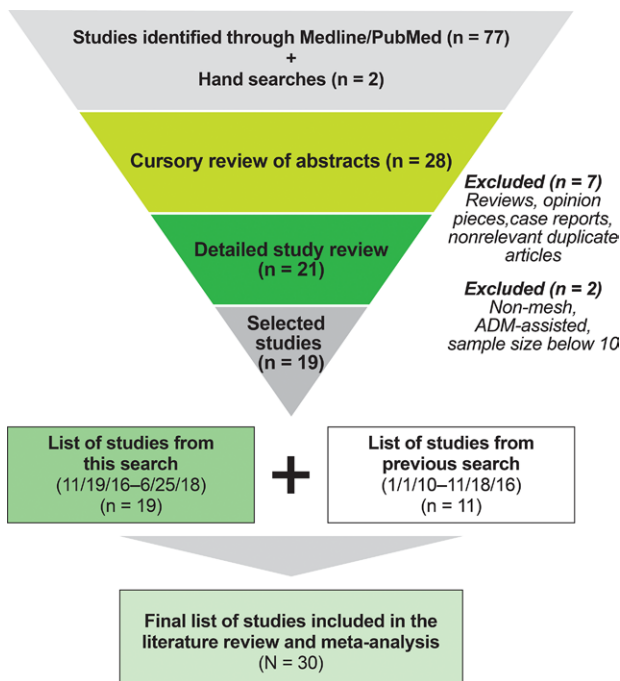 Studies identified through Medline/PubMed (n = 77)
+
Hand searches (n = 2)
Cursory review of abstracts (n = 28)
Excluded (n = 7)
Reviews, opinion
pieces,case reports,
nonrelevant duplicate
articles
Detailed study review
(n = 21)
Excluded (n = 2)
Non-mesh,
ADM-assisted,
sample size below 10
Selected
studies
(n = 19)
List of studies from
this search
(11/19/16–6/25/18)
(n = 19)
+
List of studies from
previous search
(1/1/10–11/18/16)
(n = 11)
Final list of studies included in the
literature review and meta-analysis
(N = 30)